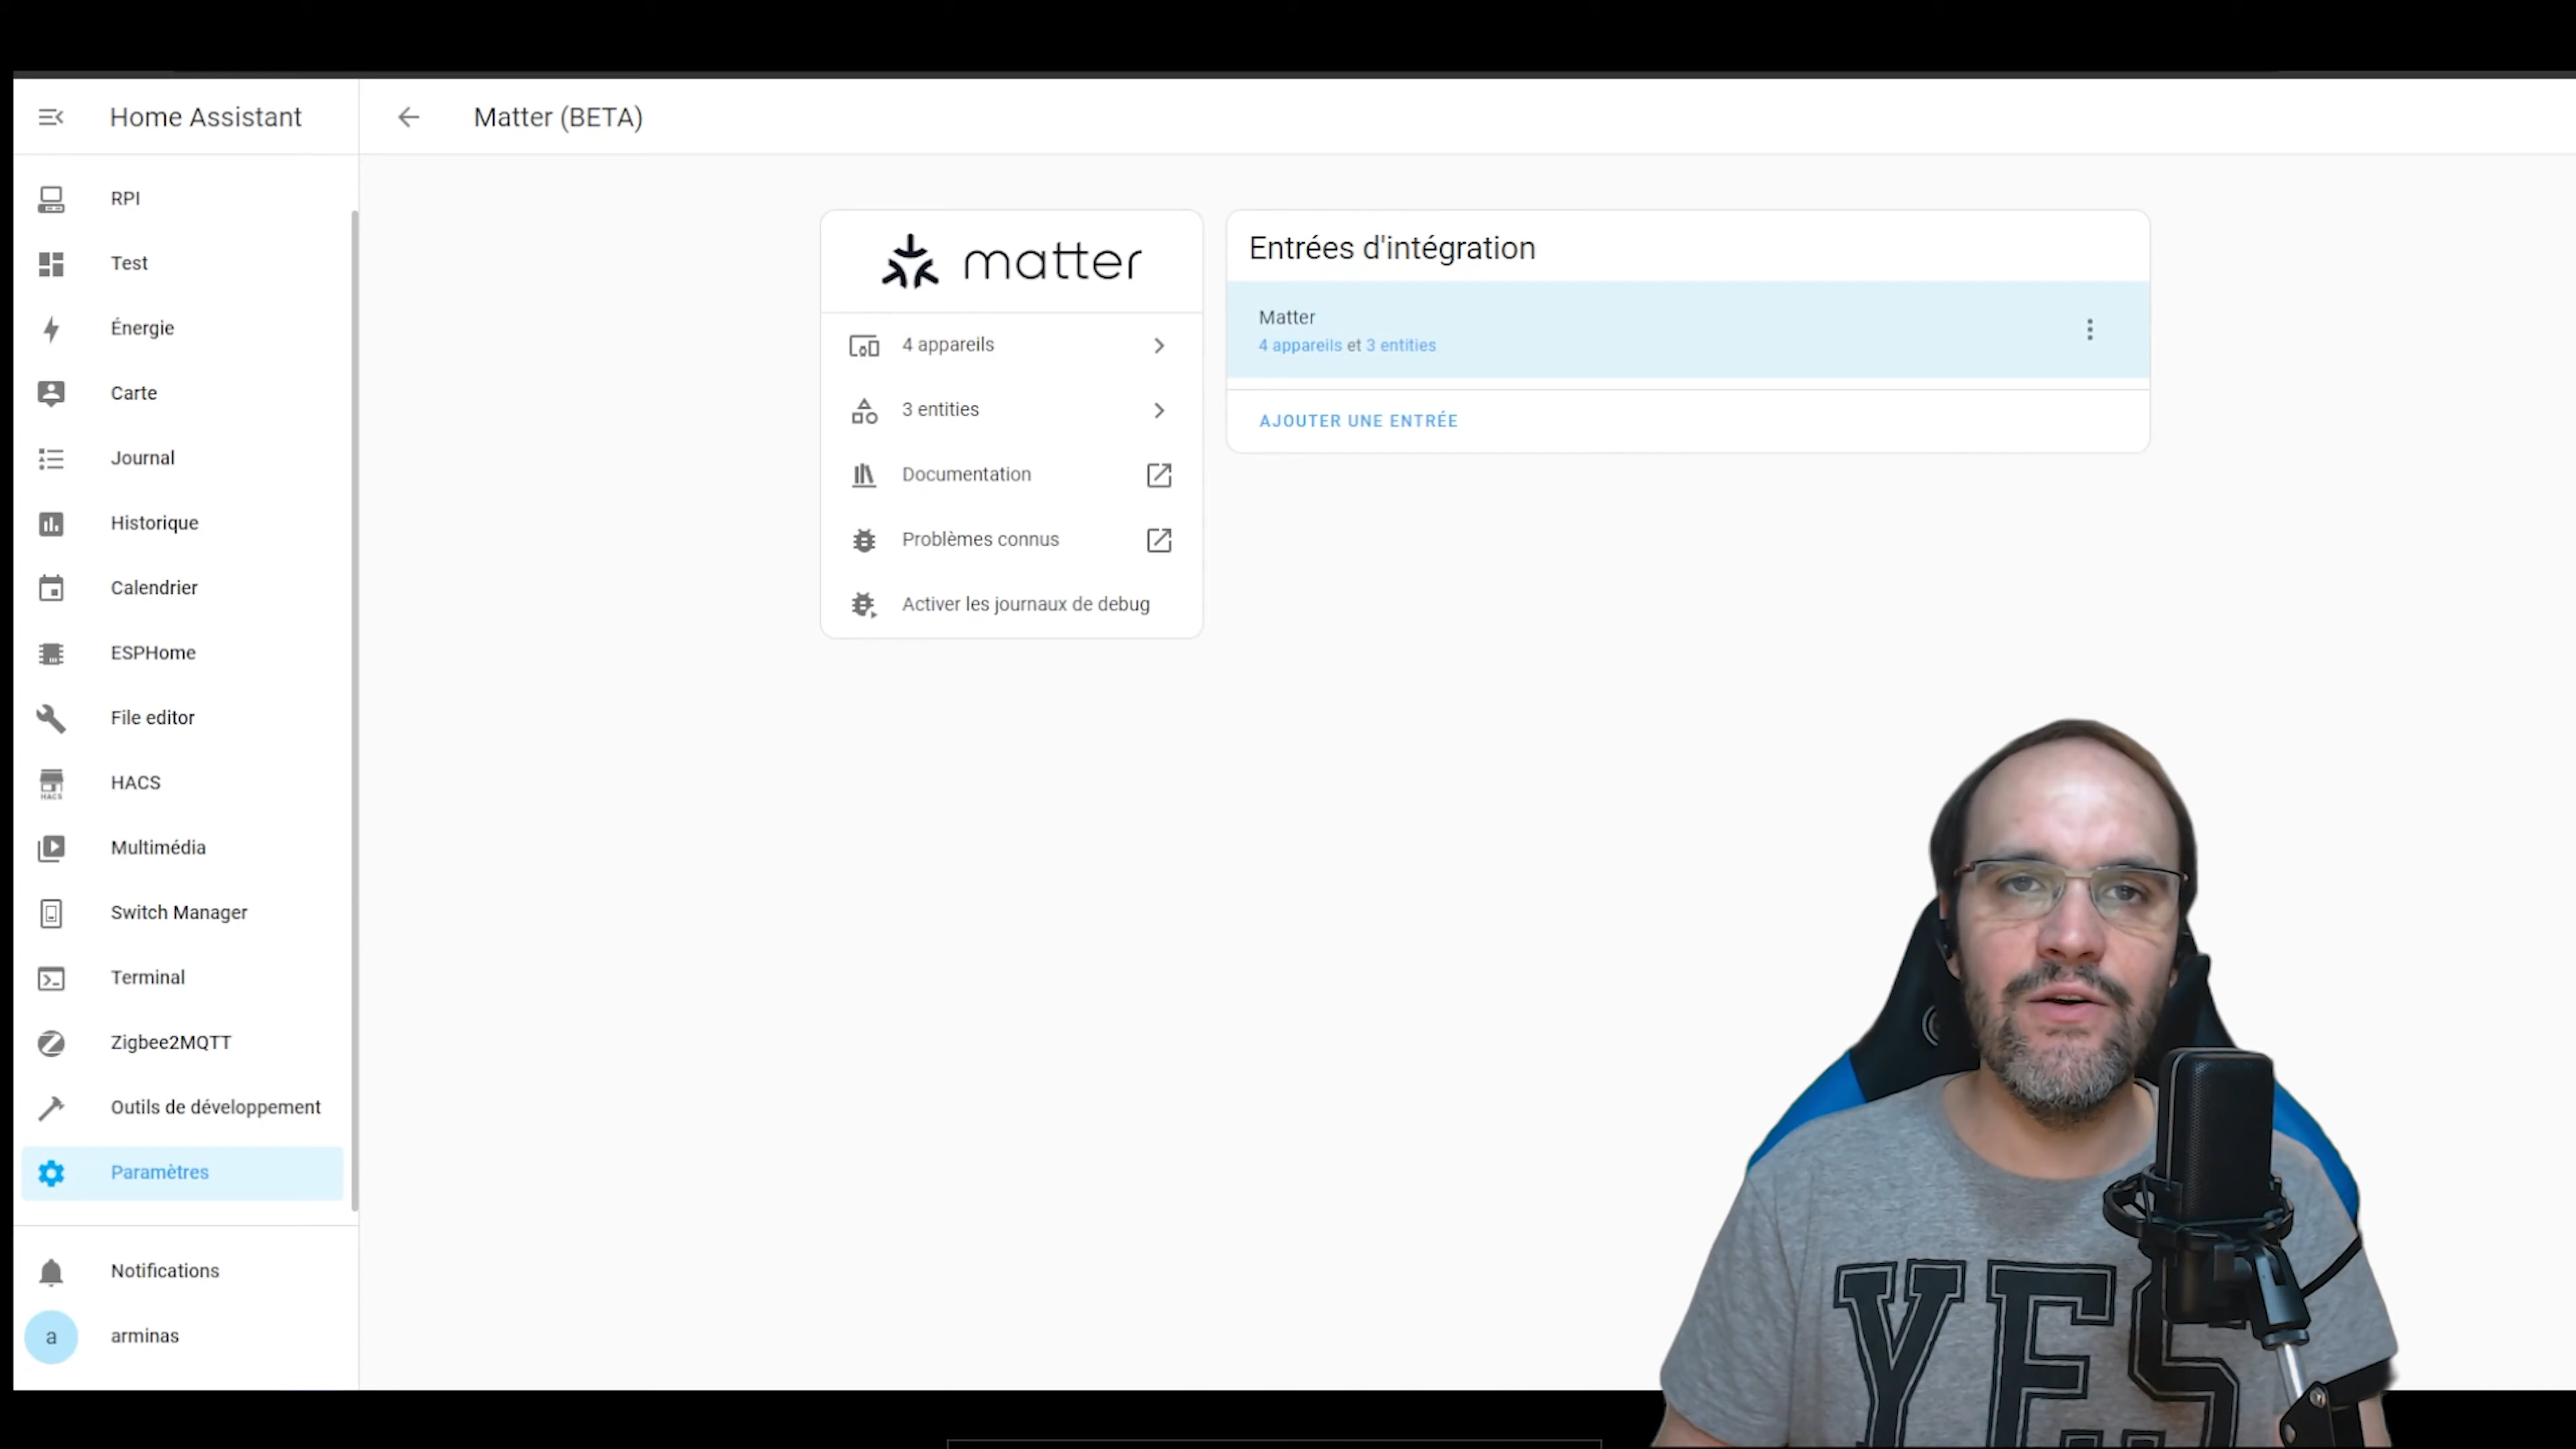 Home Assistant
Matter (BETA)
RPI
Test
Énergie
Carte
Journal
Historique
Calendrier
ESPHome
File editor
HACS
HACS
Multimédia
Switch Manager
Terminal
Zigbee2MQTT
Outils de développement
Paramètres
Notifications
a
arminas
matter
4 appareils
3 entities
Documentation
Problèmes connus
Activer les journaux de debug
Entrées d'intégration
Matter
4 appareils et 3 entities
AJOUTER UNE ENTRÉE
YES